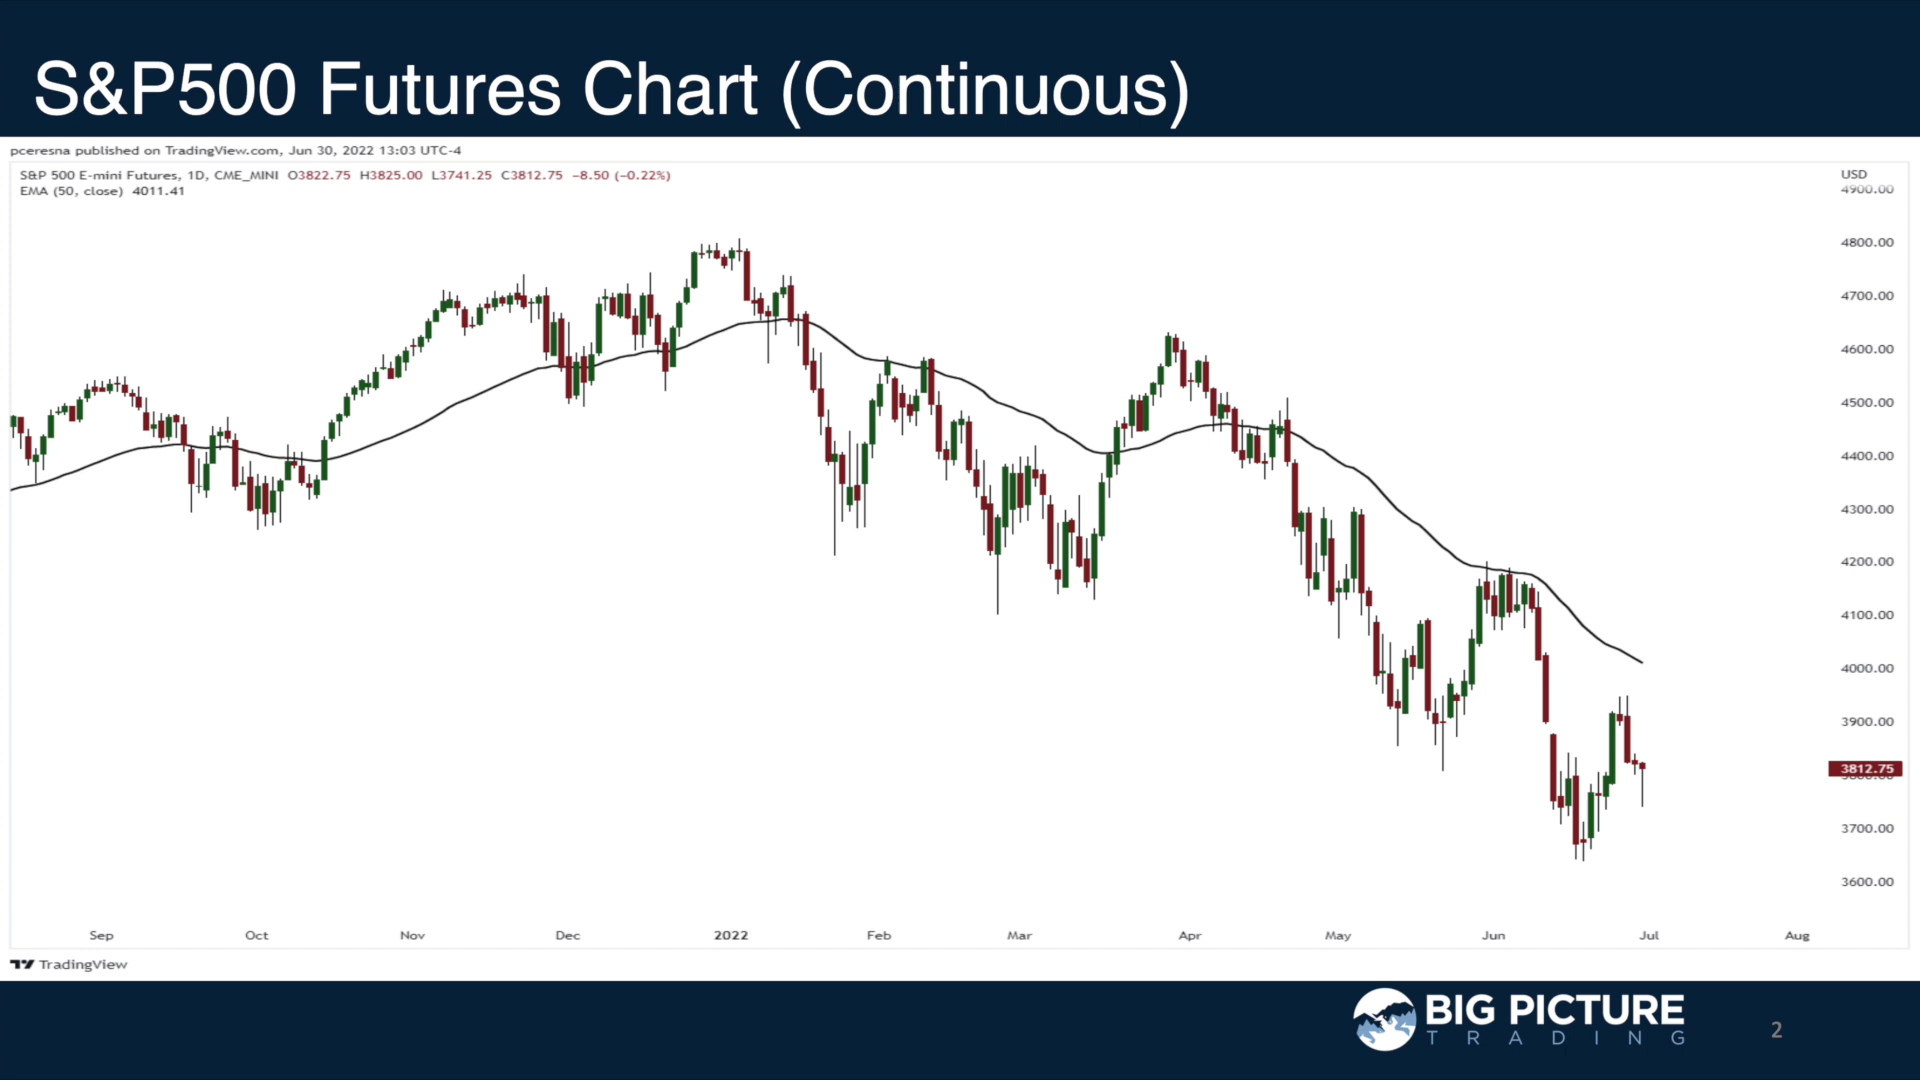 S&P500 Futures Chart (Continuous)
pceresna published on TradingView.com, Jun 30, 2022 13:03 UTC-4
S&P 500 E-mini Futures, 1D, CME_MINI O3822.75 H3825.00 L3741.25 C3812.75 −8.50 (−0.22%)
EMA (50, close) 4011.41
USD
4900.00
4800.00
4700.00
4600.00
4500.00
4400.00
4300.00
4200.00
4100.00
4000.00
3900.00
3812.75
3700.00
3600.00
Sep Oct Nov Dec 2022 Feb Mar Apr May Jun Jul Aug
TradingView
BIG PICTURE
TRADING
2